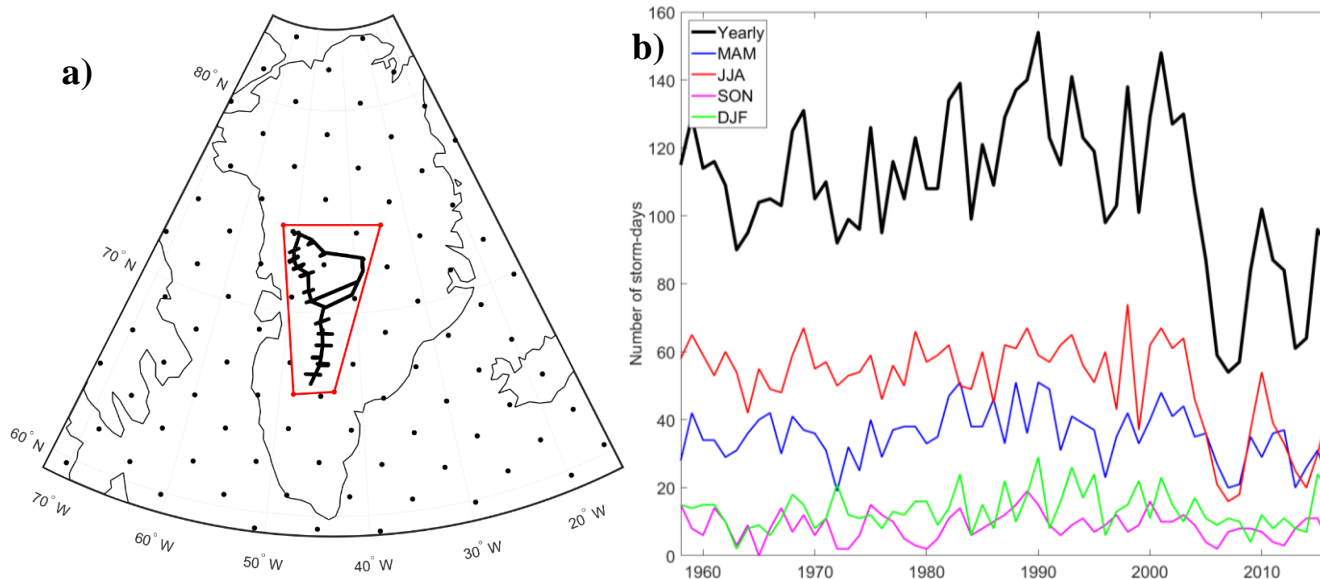 a)
80° N
70° N
60° N
70° W
60° W
50° W
40° W
30° W
20° W
b)
160
140
120
100
80
60
40
20
0
Number of storm-days
Yearly
MAM
JJA
SON
DJF
1960
1970
1980
1990
2000
2010